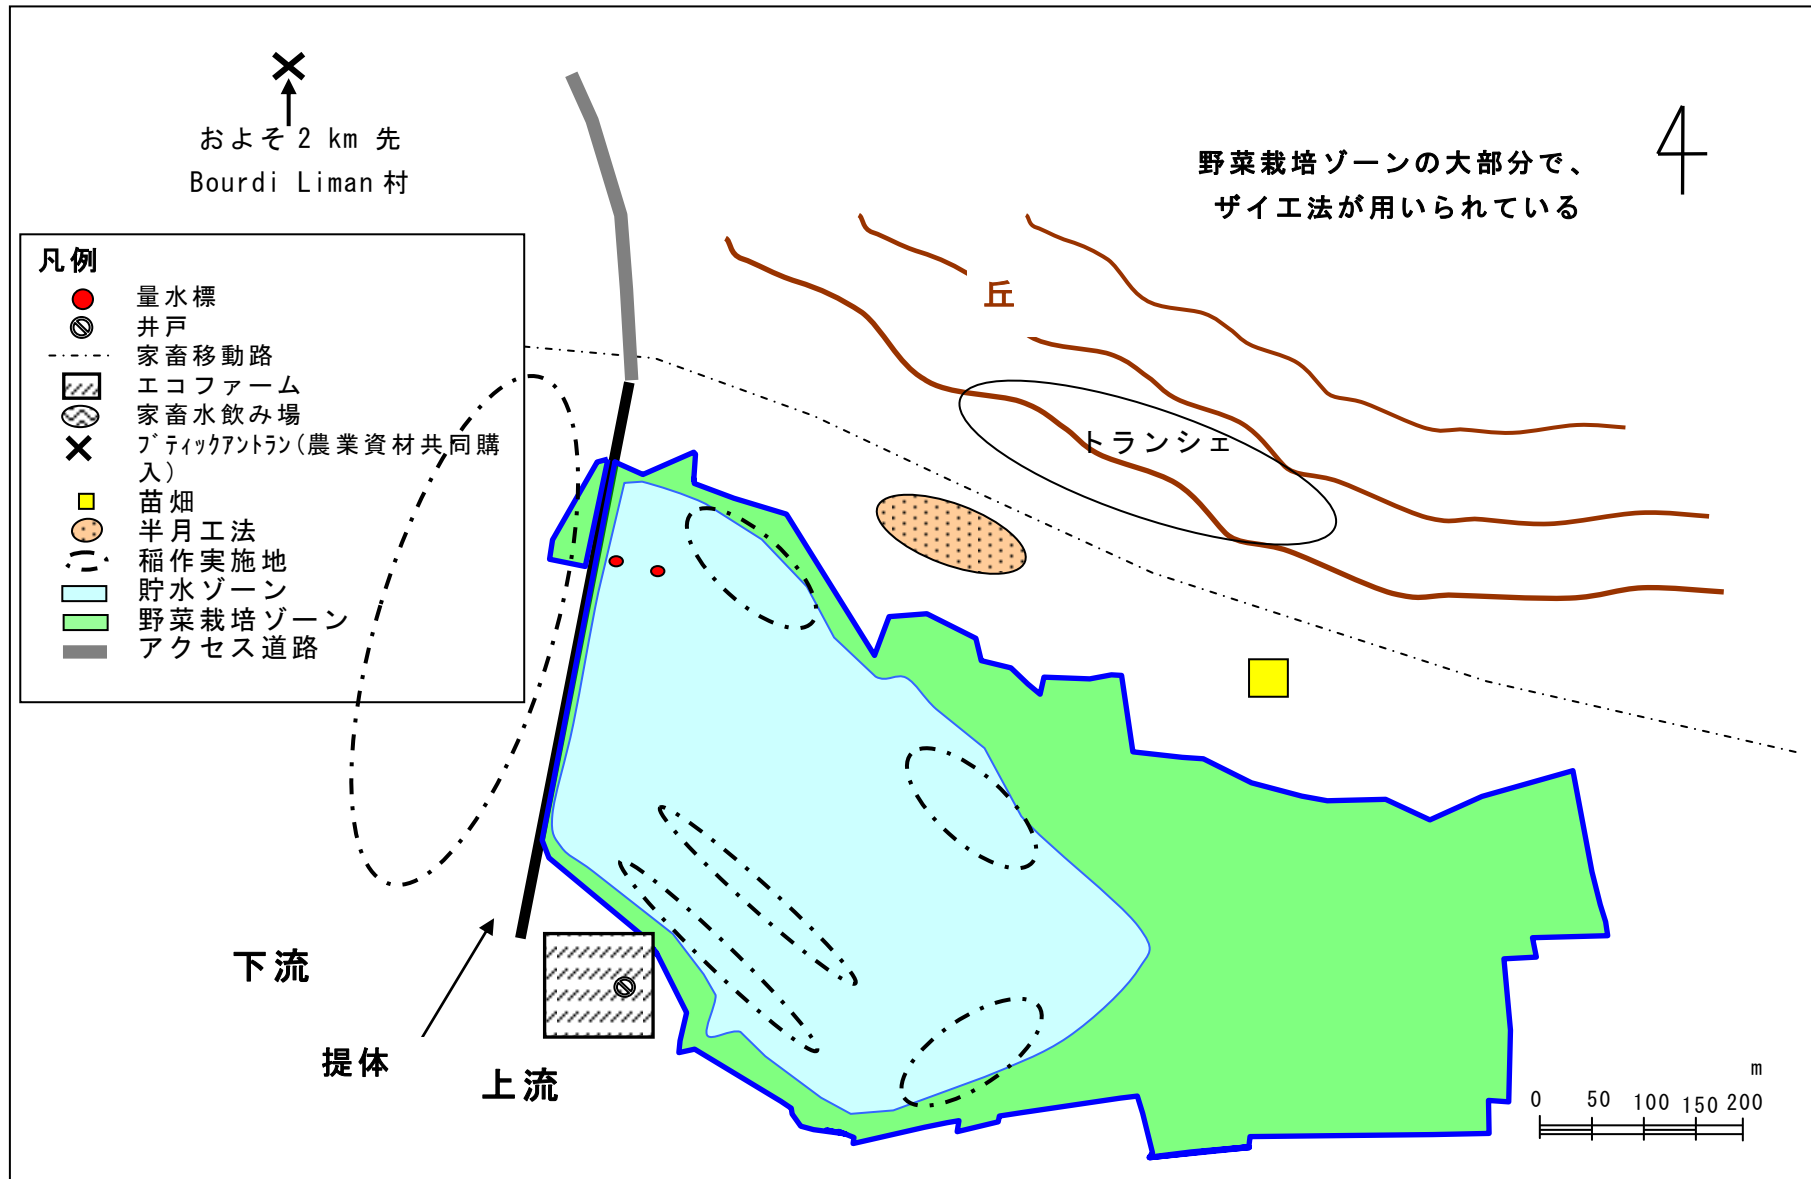 およそ 2 km 先
Bourdi Liman 村
野菜栽培ゾーンの大部分で、
ザイ工法が用いられている
丘
トランシェ
凡例
量水標
井戸
家畜移動路
エコファーム
家畜水飲み場
ﾌﾞﾃｨｯｸｱﾝﾄﾗﾝ(農業資材共同購
入)
苗畑
半月工法
稲作実施地
貯水ゾーン
野菜栽培ゾーン
アクセス道路
下流
提体
上流
m
0 50 100 150 200